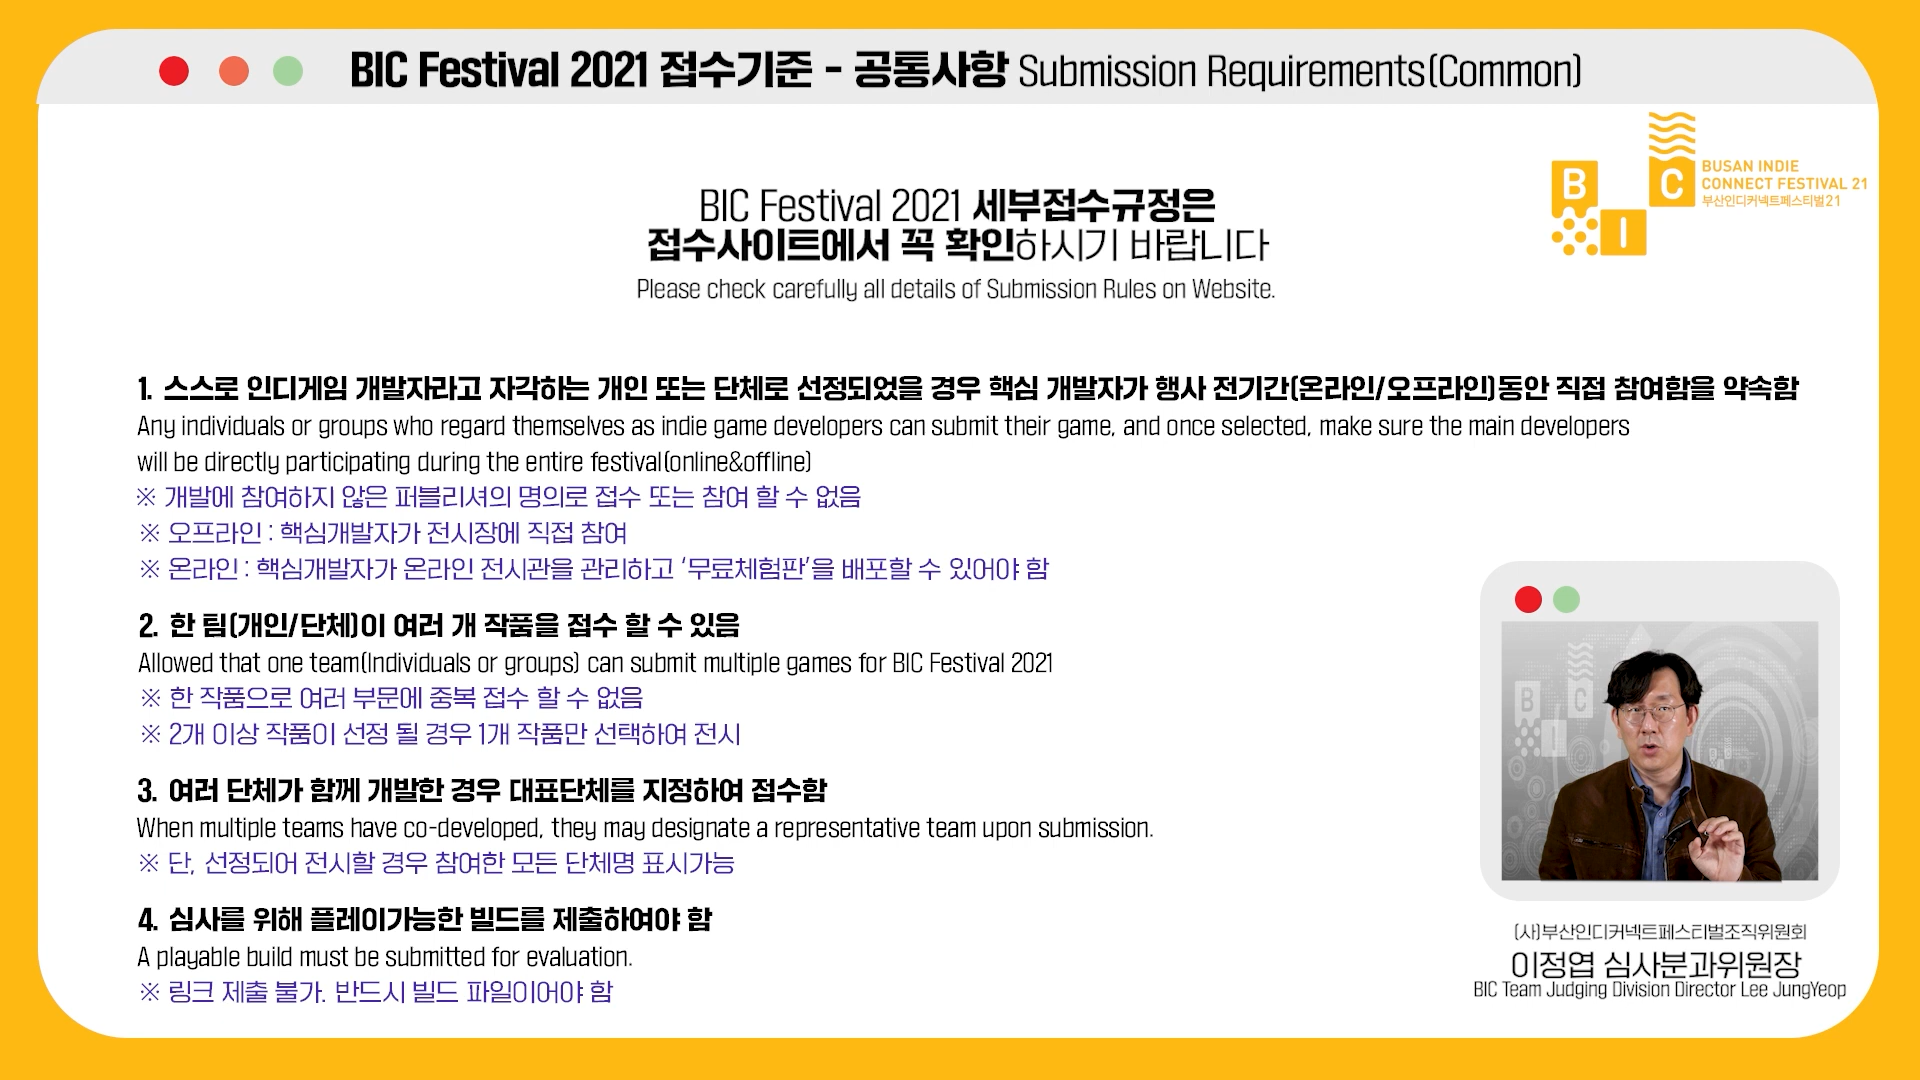 BIC Festival 2021 접수기준 - 공통사항 Submission Requirements(Common)
B
I
C
BUSAN INDIE
CONNECT FESTIVAL 21
부산인디커넥트페스티벌21
BIC Festival 2021 세부접수규정은
접수사이트에서 꼭 확인하시기 바랍니다
Please check carefully all details of Submission Rules on Website.
1. 스스로 인디게임 개발자라고 자각하는 개인 또는 단체로 선정되었을 경우 핵심 개발자가 행사 전기간(온라인/오프라인)동안 직접 참여함을 약속함
Any individuals or groups who regard themselves as indie game developers can submit their game, and once selected, make sure the main developers
will be directly participating during the entire festival(online&offline)
※ 개발에 참여하지 않은 퍼블리셔의 명의로 접수 또는 참여 할 수 없음
※ 오프라인 : 핵심개발자가 전시장에 직접 참여
※ 온라인 : 핵심개발자가 온라인 전시관을 관리하고 ‘무료체험판’을 배포할 수 있어야 함
2. 한 팀(개인/단체)이 여러 개 작품을 접수 할 수 있음
Allowed that one team(Individuals or groups) can submit multiple games for BIC Festival 2021
※ 한 작품으로 여러 부문에 중복 접수 할 수 없음
※ 2개 이상 작품이 선정 될 경우 1개 작품만 선택하여 전시
3. 여러 단체가 함께 개발한 경우 대표단체를 지정하여 접수함
When multiple teams have co-developed, they may designate a representative team upon submission.
※ 단, 선정되어 전시할 경우 참여한 모든 단체명 표시가능
4. 심사를 위해 플레이가능한 빌드를 제출하여야 함
A playable build must be submitted for evaluation.
※ 링크 제출 불가. 반드시 빌드 파일이어야 함
B
I
C
(사)부산인디커넥트페스티벌조직위원회
이정엽 심사분과위원장
BIC Team Judging Division Director Lee JungYeop